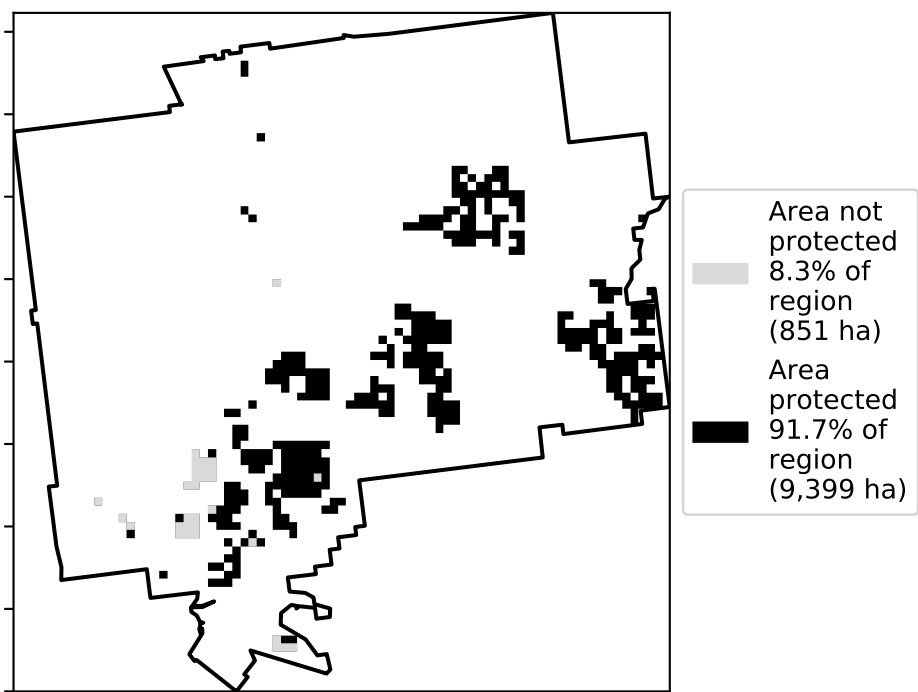 Area not
protected
8.3% of
region
(851 ha)
Area
protected
91.7% of
region
(9,399 ha)